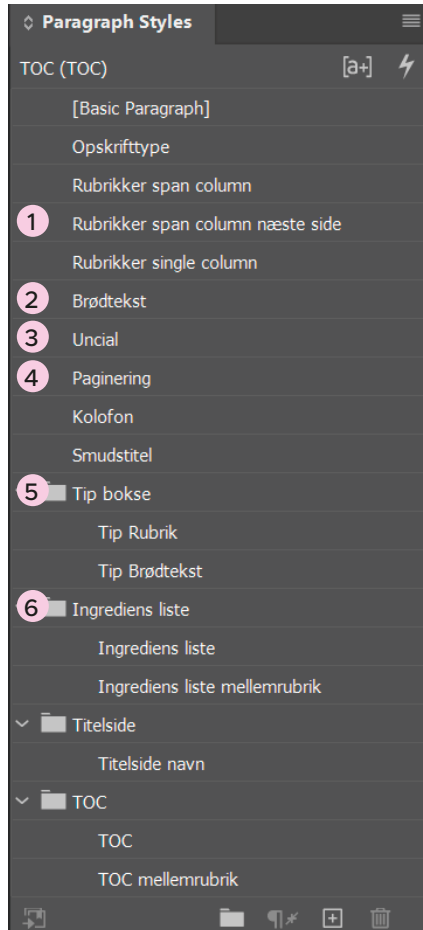 Paragraph Styles
TOC (TOC) [a+]
[Basic Paragraph]
Opskrifttype
Rubrikker span column
1 Rubrikker span column næste side
Rubrikker single column
2 Brødtekst
3 Uncial
4 Paginering
Kolofon
Smudstitel
5 Tip bokse
Tip Rubrik
Tip Brødtekst
6 Ingrediens liste
Ingrediens liste
Ingrediens liste mellemrubrik
Titelside
Titelside navn
TOC
TOC
TOC mellemrubrik